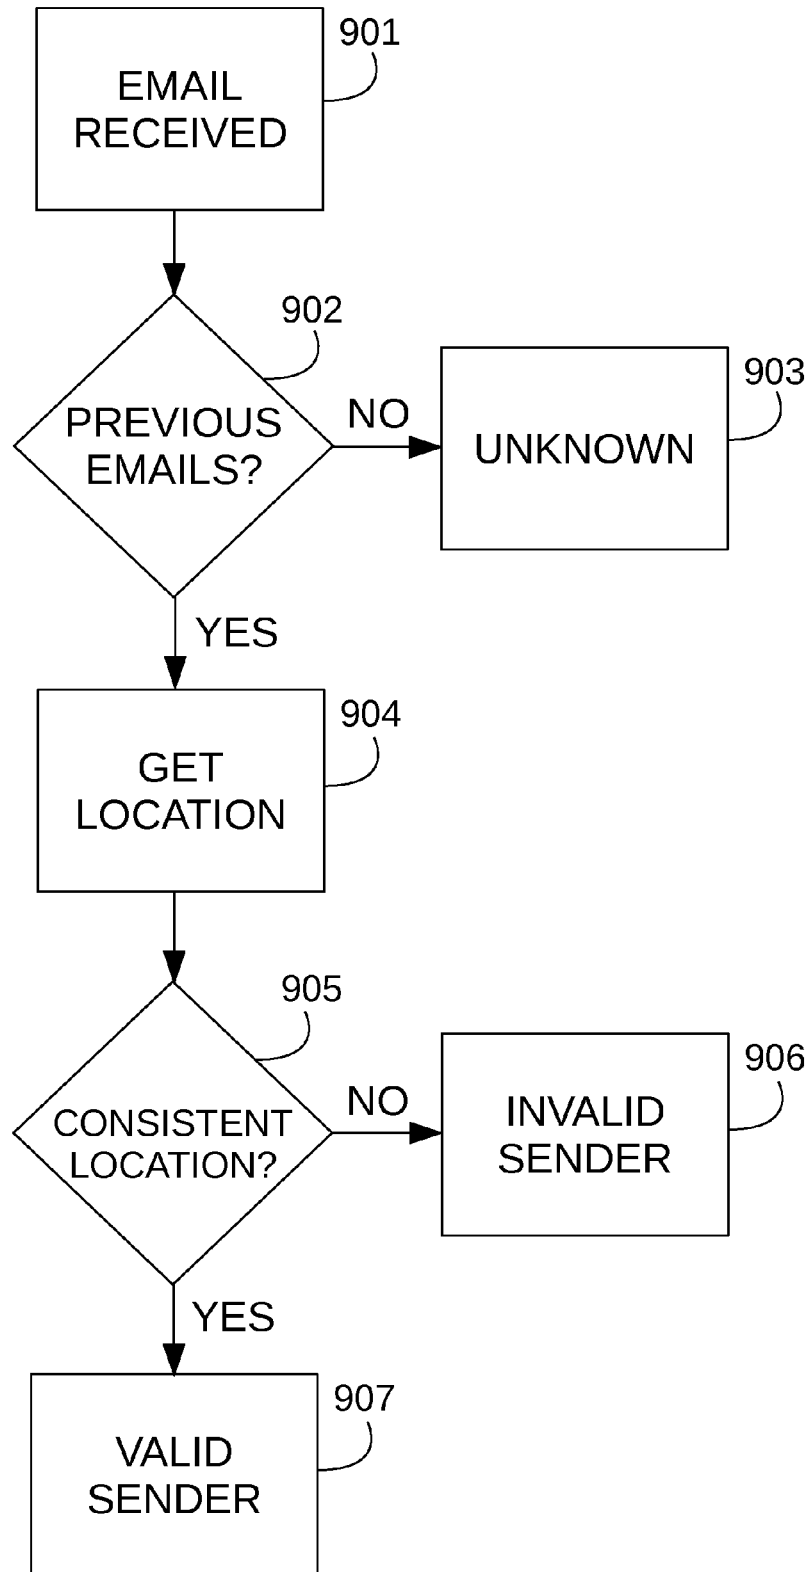 901
EMAIL
RECEIVED
902
PREVIOUS
EMAILS?
NO
903
UNKNOWN
YES
904
GET
LOCATION
905
CONSISTENT
LOCATION?
NO
906
INVALID
SENDER
YES
907
VALID
SENDER